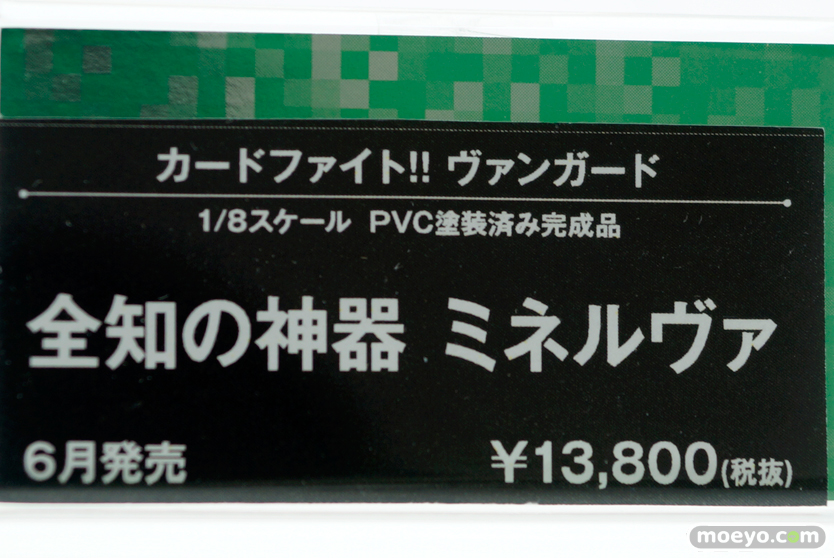 カードファイト!! ヴァンガード
1/8スケール PVC塗装済み完成品
全知の神器 ミネルヴァ
6月発売 ¥13,800(税抜)
moeyo.com